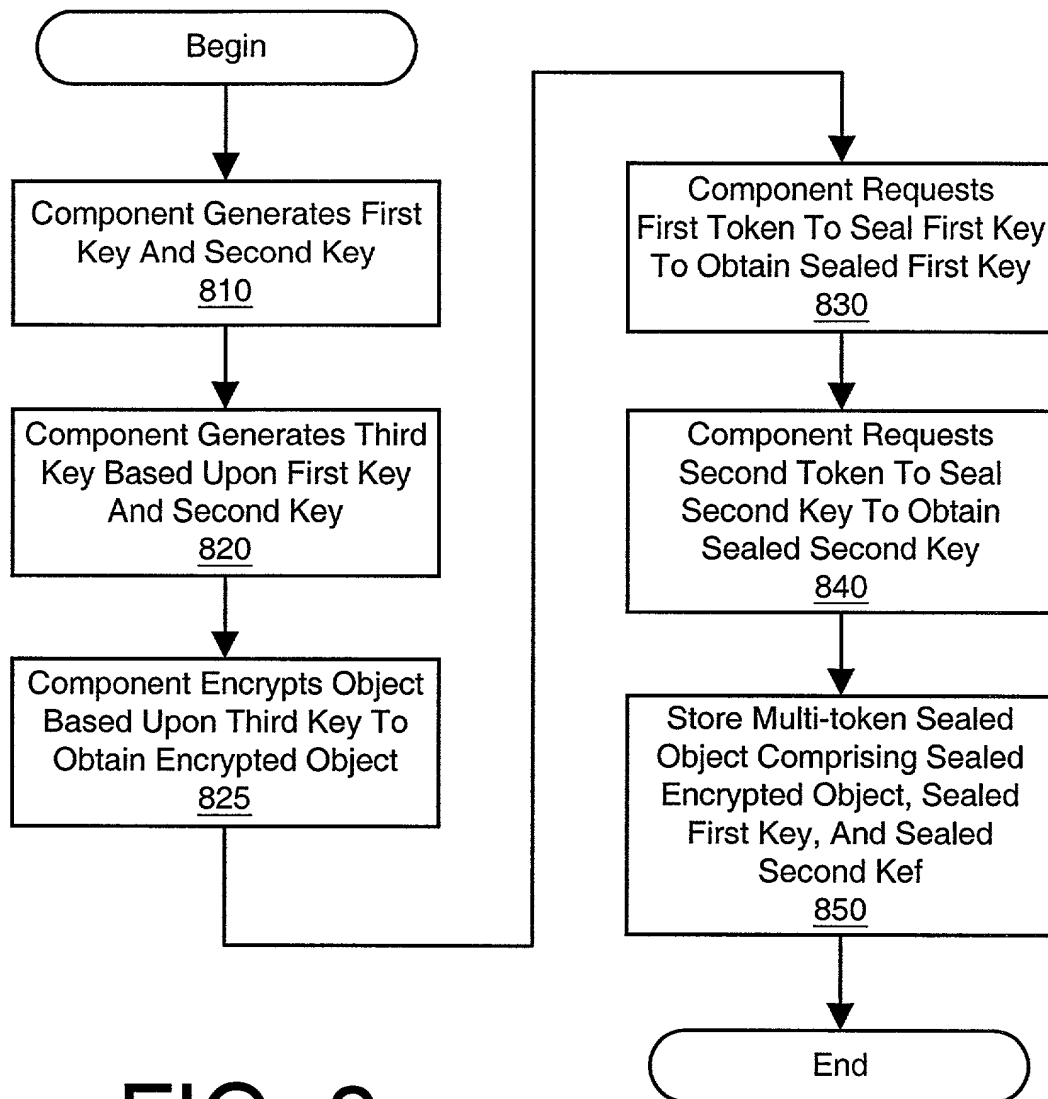 Begin
Component Generates First
Key And Second Key
810
Component Generates Third
Key Based Upon First Key
And Second Key
820
Component Encrypts Object
Based Upon Third Key To
Obtain Encrypted Object
825
Component Requests
First Token To Seal First Key
To Obtain Sealed First Key
830
Component Requests
Second Token To Seal
Second Key To Obtain
Sealed Second Key
840
Store Multi-token Sealed
Object Comprising Sealed
Encrypted Object, Sealed
First Key, And Sealed
Second Kef
850
End
FIG.